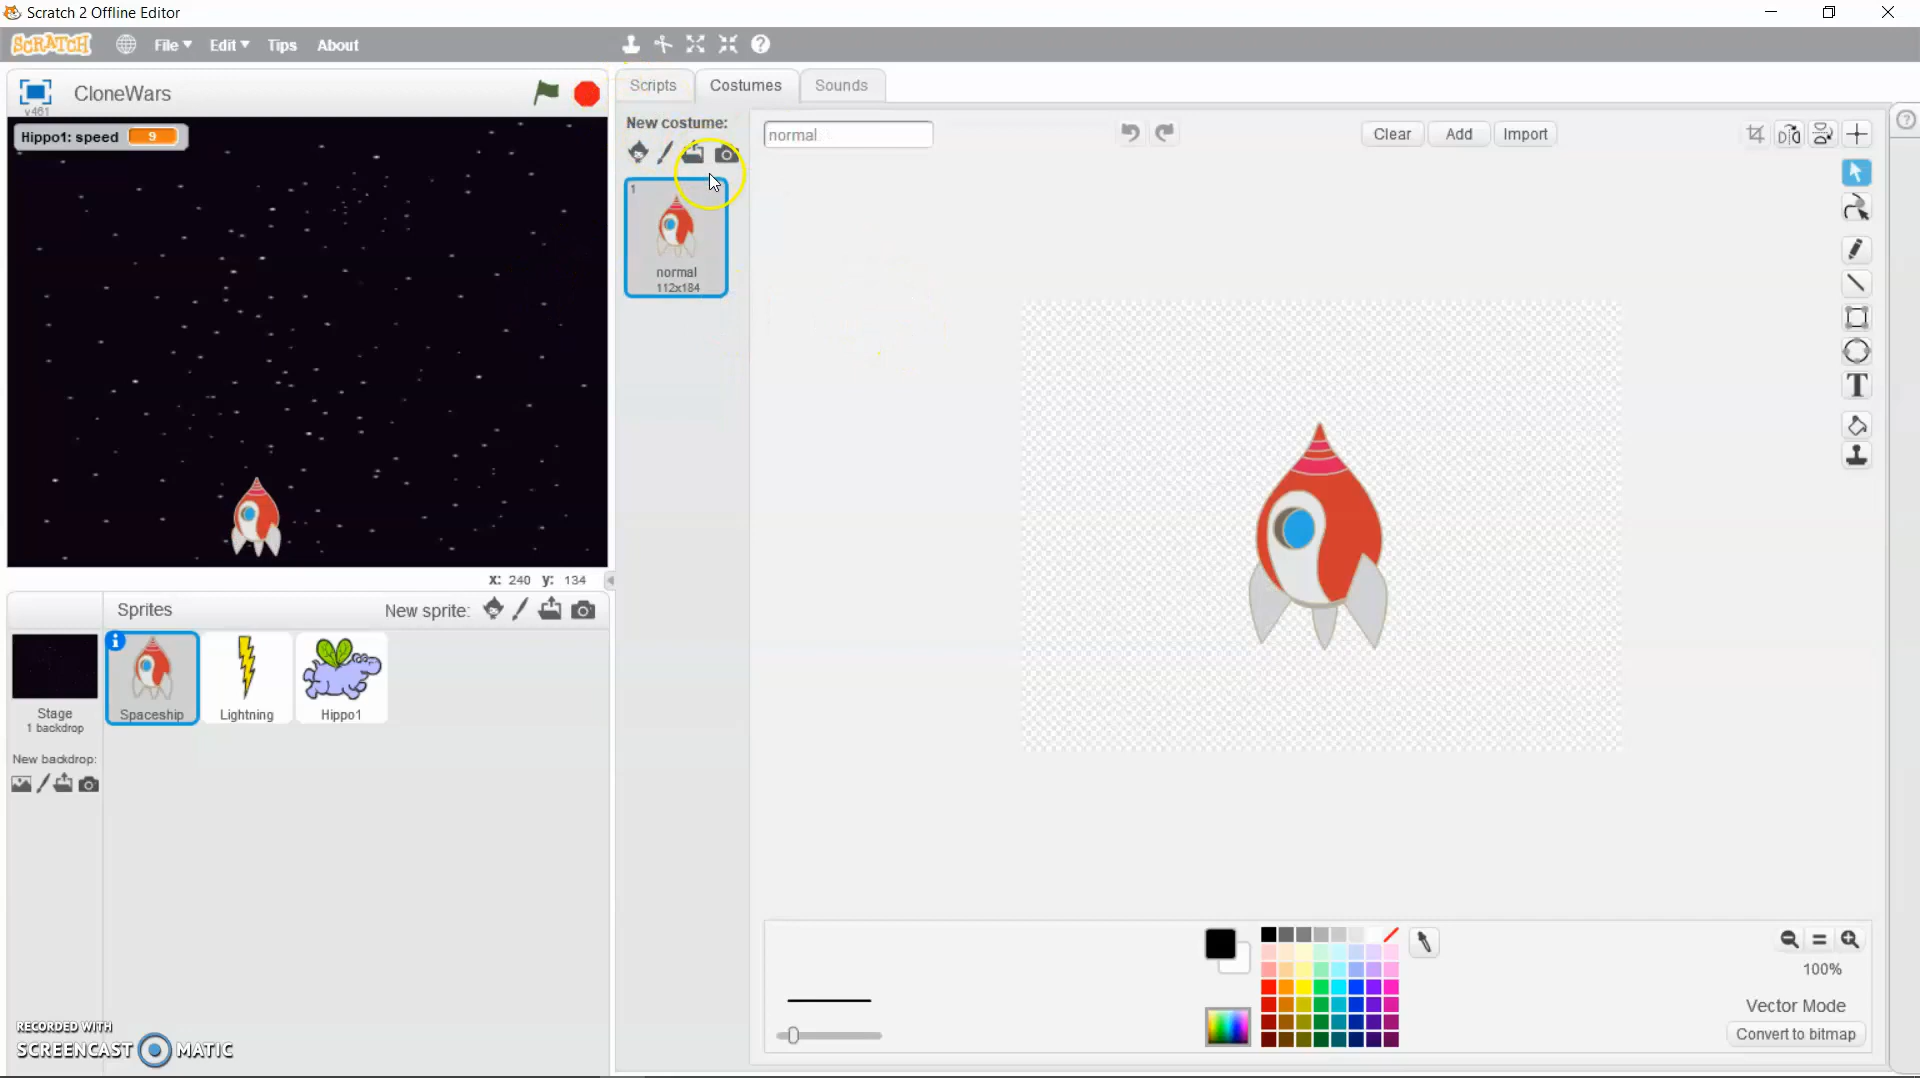 Scratch 2 Offline Editor
SCRATCH File Edit Tips About
CloneWars
v461
Scripts Costumes Sounds
New costume:
normal
Clear Add Import
Hippo1: speed 9
1
normal
112x184
x: 240 y: 134
Sprites New sprite:
Stage
1 backdrop
Spaceship Lightning Hippo1
New backdrop:
100%
Vector Mode
Convert to bitmap
RECORDED WITH
SCREENCAST MATIC